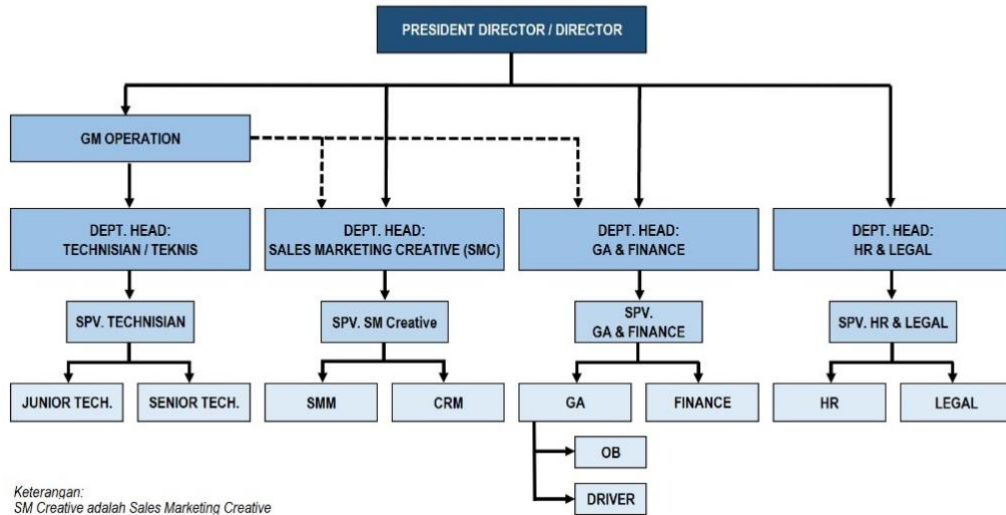 PRESIDENT DIRECTOR / DIRECTOR
GM OPERATION
DEPT. HEAD:
TECHNISIAN / TEKNIS
DEPT. HEAD:
SALES MARKETING CREATIVE (SMC)
DEPT. HEAD:
GA & FINANCE
DEPT. HEAD:
HR & LEGAL
SPV. TECHNISIAN
SPV. SM Creative
SPV.
GA & FINANCE
SPV. HR & LEGAL
JUNIOR TECH.
SENIOR TECH.
SMM
CRM
GA
FINANCE
HR
LEGAL
OB
DRIVER
Keterangan:
SM Creative adalah Sales Marketing Creative